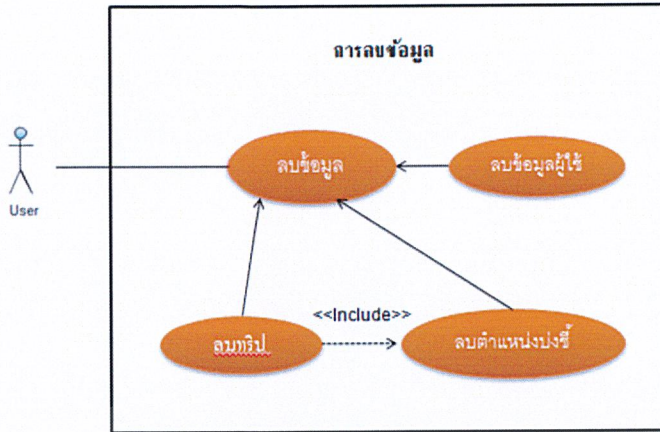 การลบข้อมูล
ลบข้อมูล
ลบข้อมูลผู้ใช้
User
<<Include>>
ลบทริป
ลบตำแหน่งบ่งชี้